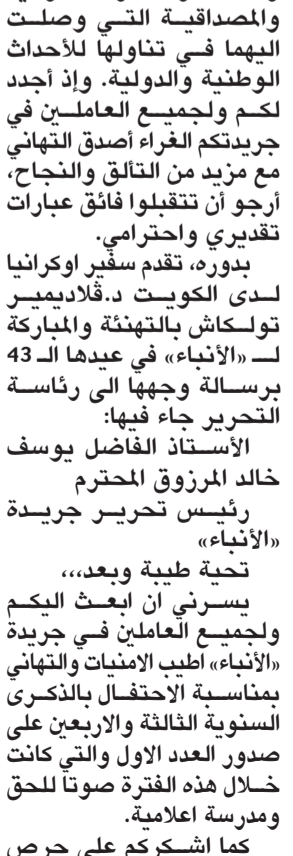 والمصداقية التي وصلت
اليهما في تناولها للأحداث
الوطنية والدولية. وإذ أجدد
لكم ولجميع العاملين في
جريدتكم الغراء أصدق التهاني
مع مزيد من التألق والنجاح،
أرجو أن تتقبلوا فائق عبارات
تقديري واحترامي.
بدوره، تقدم سفير اوكرانيا
لدى الكويت د.ڤلاديمير
تولكاش بالتهنئة والمباركة
لـ «الأنباء» في عيدها الـ 43
برسالة وجهها الى رئاسة
التحرير جاء فيها:
الأستاذ الفاضل يوسف
خالد المرزوق المحترم
رئيس تحرير جريدة
«الأنباء»
تحية طيبة وبعد،،،
يسرني ان ابعث اليكم
ولجميع العاملين في جريدة
«الأنباء» اطيب الامنيات والتهاني
بمناسبة الاحتفال بالذكرى
السنوية الثالثة والاربعين على
صدور العدد الاول والتي كانت
خلال هذه الفترة صوتا للحق
ومدرسة اعلامية.
كما اشكركم على حرص